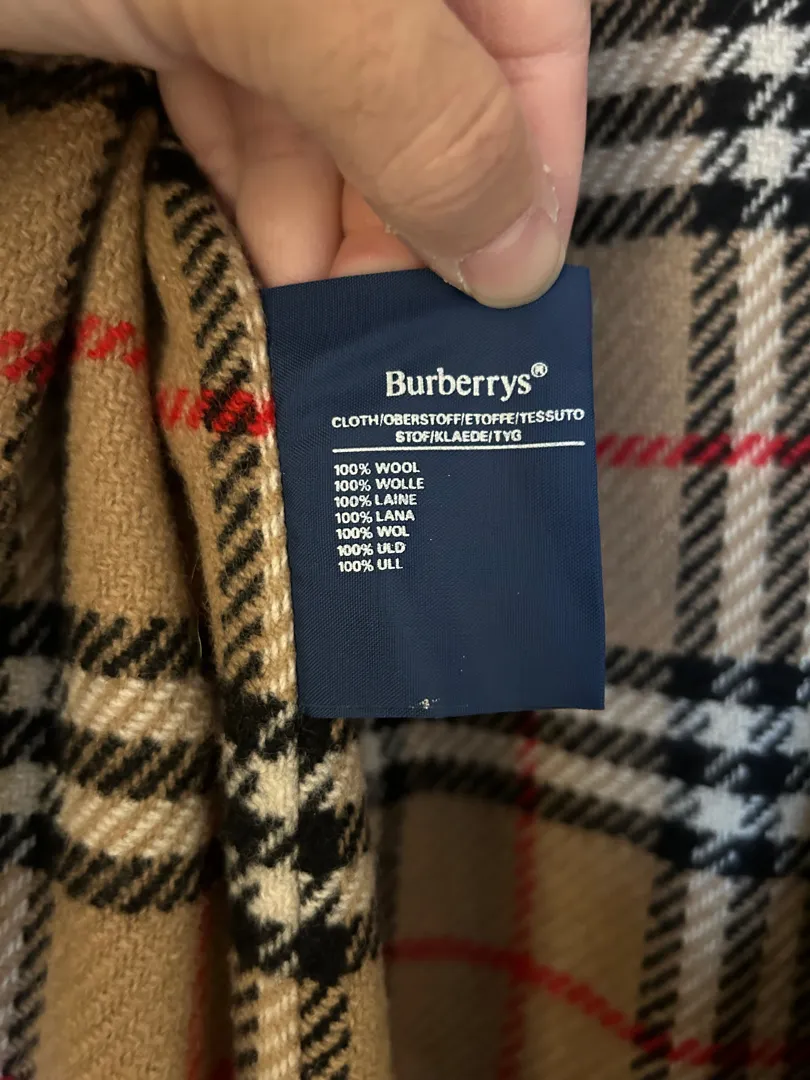 Burberrys®
CLOTH/OBERSTOFF/ETOFFE/TESSUTO
STOF/KLAEDE/TYG
100% WOOL
100% WOLLE
100% LAINE
100% LANA
100% WOL
100% ULD
100% ULL